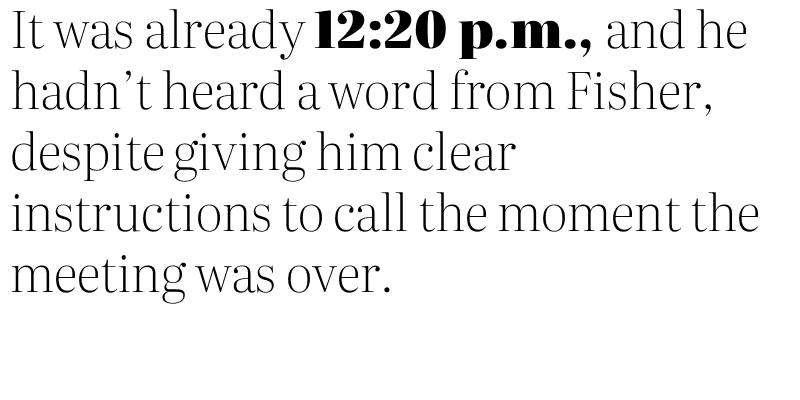 It was already 12:20 p.m., and he
hadn’t heard a word from Fisher,
despite giving him clear
instructions to call the moment the
meeting was over.